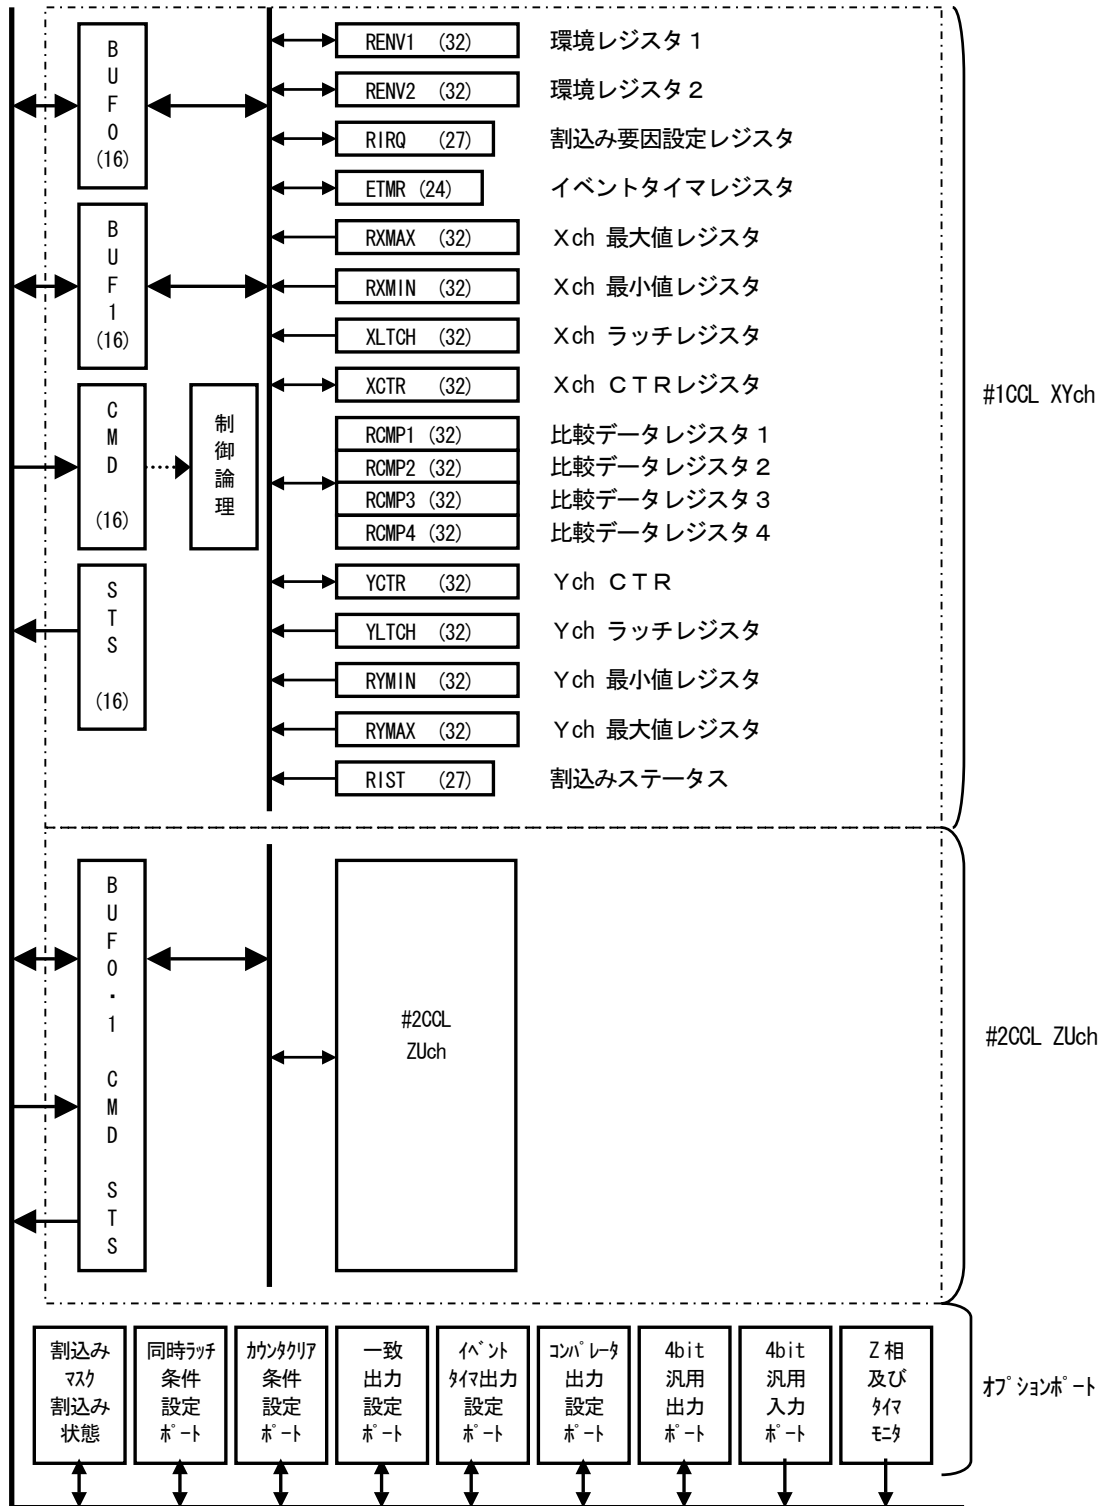 BUF0
(16)
BUF1
(16)
CMD
(16)
制御論理
STS
(16)
RENV1 (32) 環境レジスタ1
RENV2 (32) 環境レジスタ2
RIRQ (27) 割込み要因設定レジスタ
ETMR (24) イベントタイマレジスタ
RXMAX (32) Xch 最大値レジスタ
RXMIN (32) Xch 最小値レジスタ
XLTCH (32) Xch ラッチレジスタ
XCTR (32) Xch CTRレジスタ
RCMP1 (32) 比較データレジスタ1
RCMP2 (32) 比較データレジスタ2
RCMP3 (32) 比較データレジスタ3
RCMP4 (32) 比較データレジスタ4
YCTR (32) Ych CTR
YLTCH (32) Ych ラッチレジスタ
RYMIN (32) Ych 最小値レジスタ
RYMAX (32) Ych 最大値レジスタ
RIST (27) 割込みステータス
#1CCL XYch
BUF0・1 CMD STS
#2CCL
ZUch
#2CCL ZUch
割込み
ﾏｽｸ
割込み
状態
同時ﾗｯﾁ
条件
設定
ﾎﾟｰﾄ
ｶｳﾝﾀｸﾘｱ
条件
設定
ﾎﾟｰﾄ
一致
出力
設定
ﾎﾟｰﾄ
ｲﾍﾞﾝﾄ
ﾀｲﾏ出力
設定
ﾎﾟｰﾄ
ｺﾝﾊﾟﾚｰﾀ
出力
設定
ﾎﾟｰﾄ
4bit
汎用
出力
ﾎﾟｰﾄ
4bit
汎用
入力
ﾎﾟｰﾄ
Z相
及び
ﾀｲﾏ
ﾓﾆﾀ
ｵﾌﾟｼｮﾝﾎﾟｰﾄ